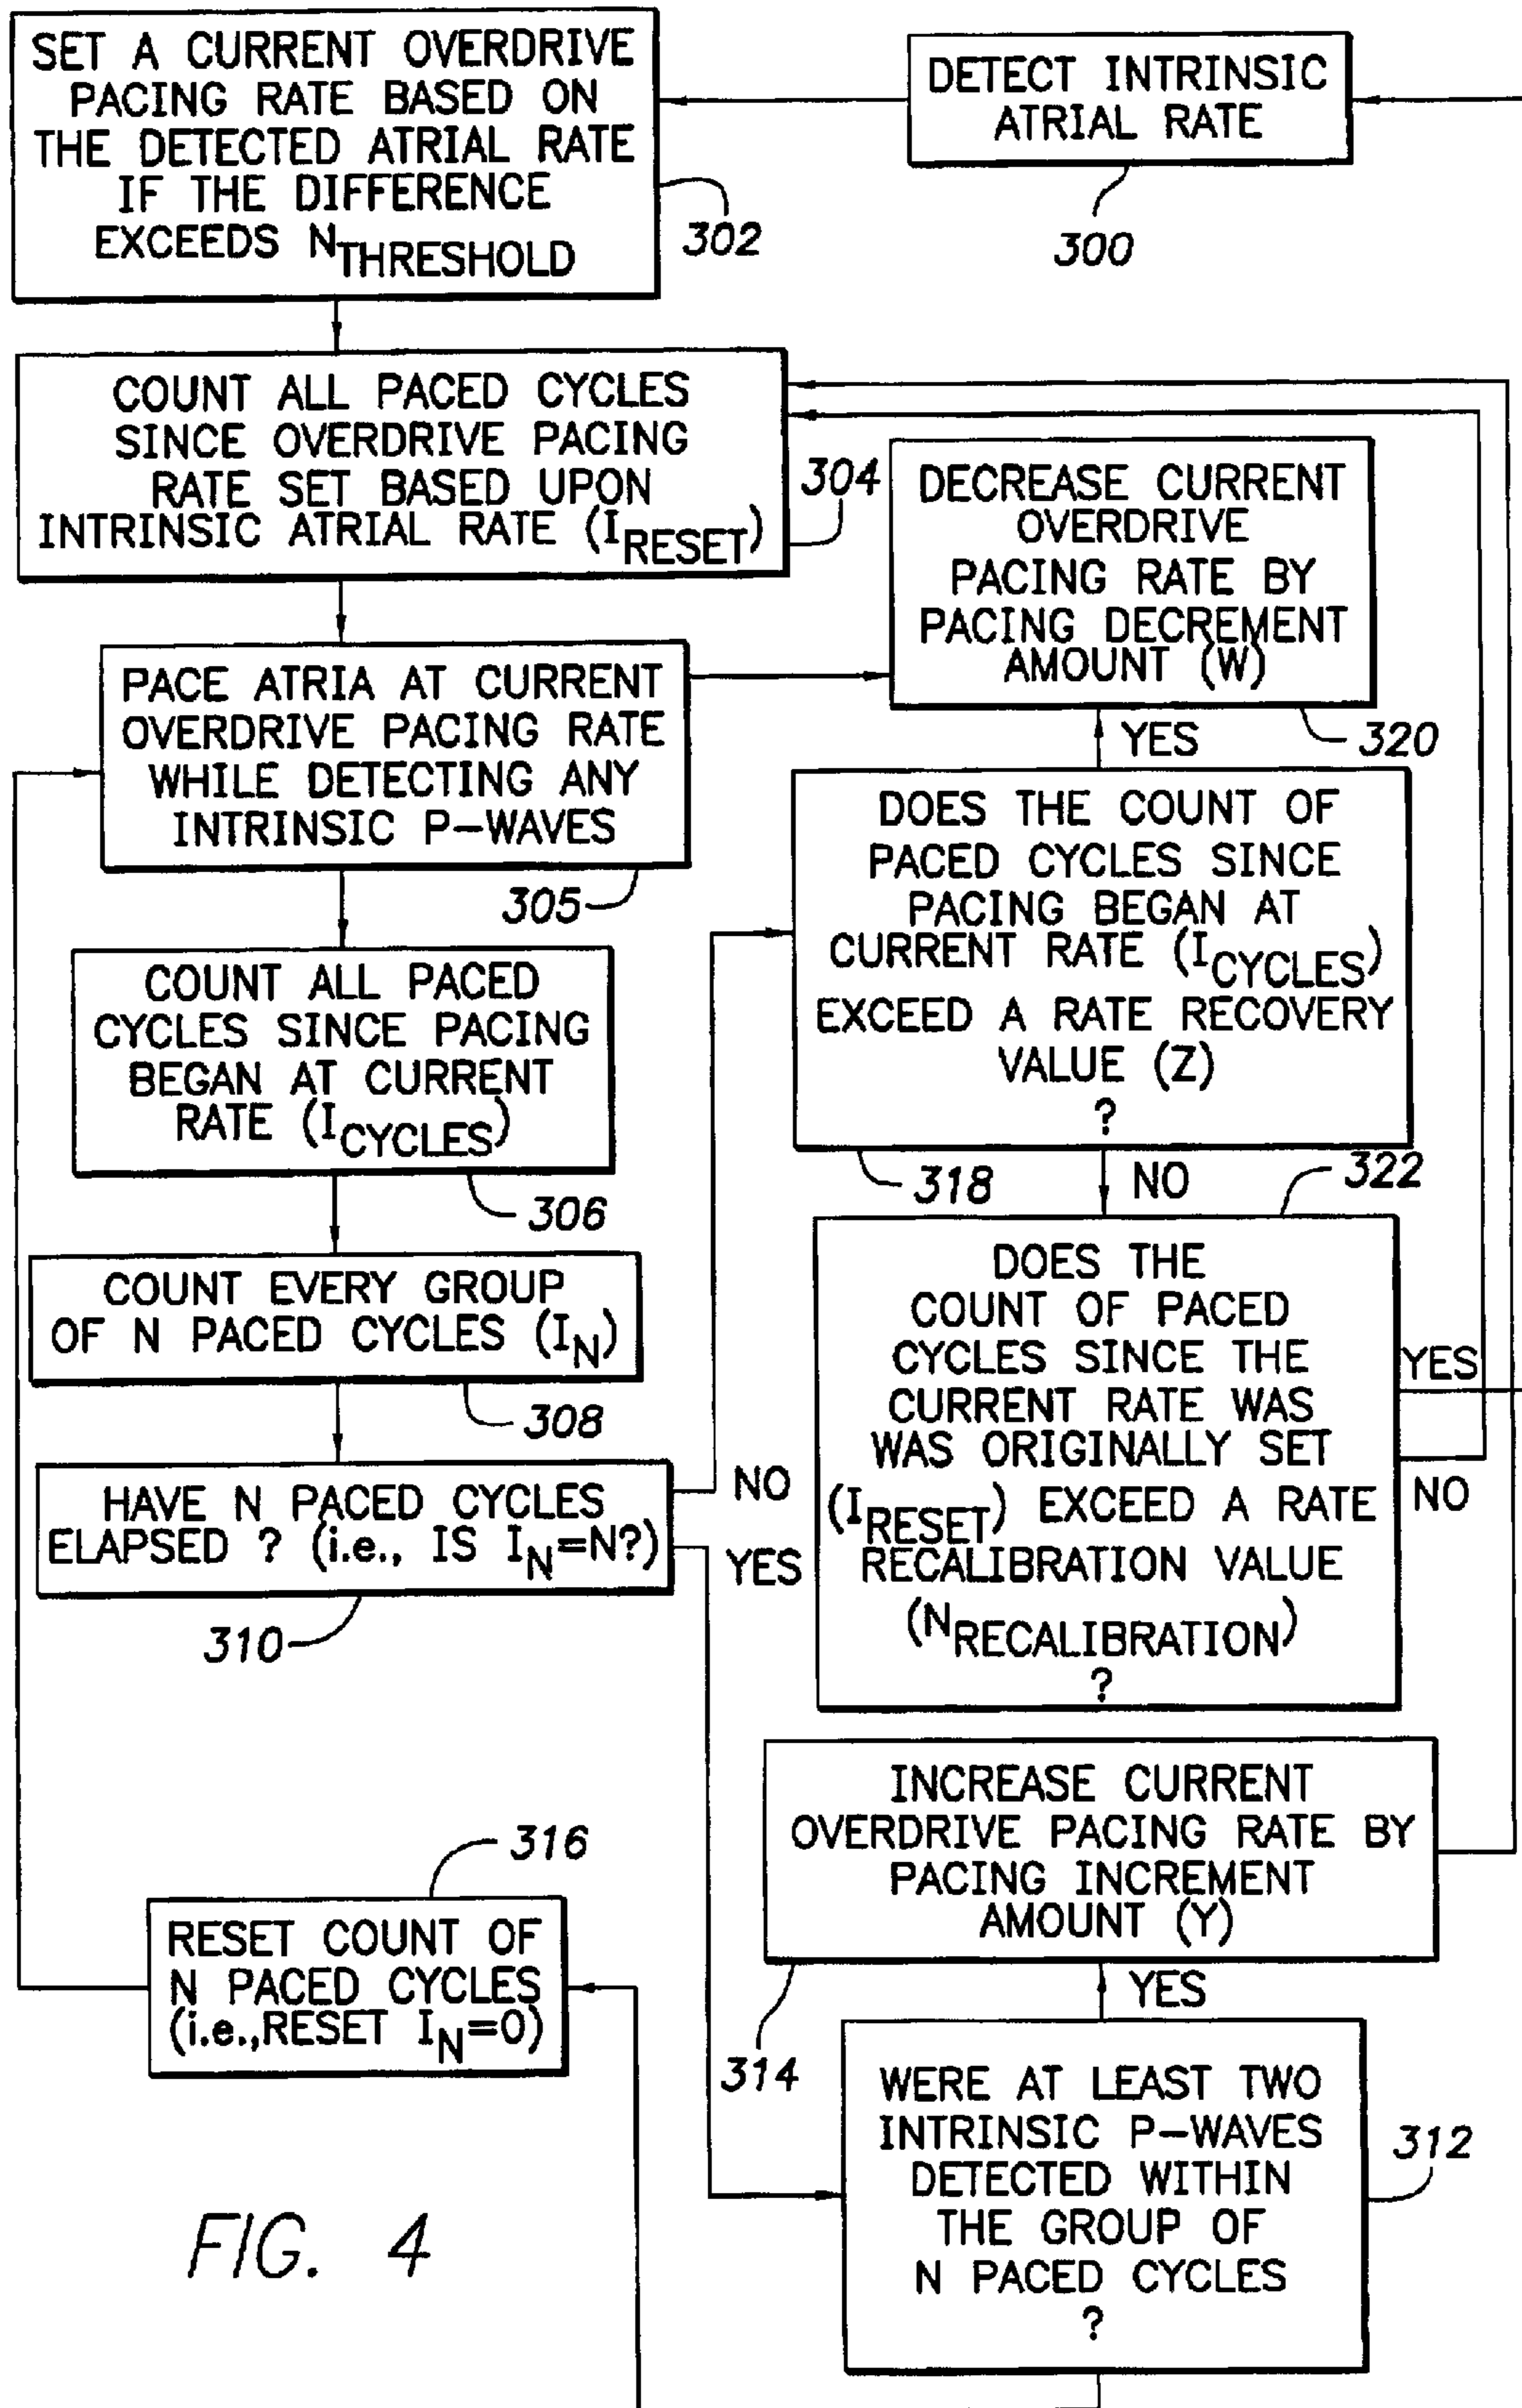 SET A CURRENT OVERDRIVE
PACING RATE BASED ON
THE DETECTED ATRIAL RATE
IF THE DIFFERENCE
EXCEEDS NTHRESHOLD
302
DETECT INTRINSIC
ATRIAL RATE
300
COUNT ALL PACED CYCLES
SINCE OVERDRIVE PACING
RATE SET BASED UPON
INTRINSIC ATRIAL RATE (IRESET)
304
DECREASE CURRENT
OVERDRIVE
PACING RATE BY
PACING DECREMENT
AMOUNT (W)
320
PACE ATRIA AT CURRENT
OVERDRIVE PACING RATE
WHILE DETECTING ANY
INTRINSIC P-WAVES
305
YES
DOES THE COUNT OF
PACED CYCLES SINCE
PACING BEGAN AT
CURRENT RATE (ICYCLES)
EXCEED A RATE RECOVERY
VALUE (Z)
?
318
NO
COUNT ALL PACED
CYCLES SINCE PACING
BEGAN AT CURRENT
RATE (ICYCLES)
306
322
DOES THE
COUNT OF PACED
CYCLES SINCE THE
CURRENT RATE WAS
WAS ORIGINALLY SET
(IRESET) EXCEED A RATE
RECALIBRATION VALUE
(NRECALIBRATION)
?
YES
NO
COUNT EVERY GROUP
OF N PACED CYCLES (IN)
308
HAVE N PACED CYCLES
ELAPSED ? (i.e., IS IN=N?)
310
NO
YES
INCREASE CURRENT
OVERDRIVE PACING RATE BY
PACING INCREMENT
AMOUNT (Y)
314
YES
316
RESET COUNT OF
N PACED CYCLES
(i.e.,RESET IN=0)
WERE AT LEAST TWO
INTRINSIC P-WAVES
DETECTED WITHIN
THE GROUP OF
N PACED CYCLES
?
312
FIG. 4